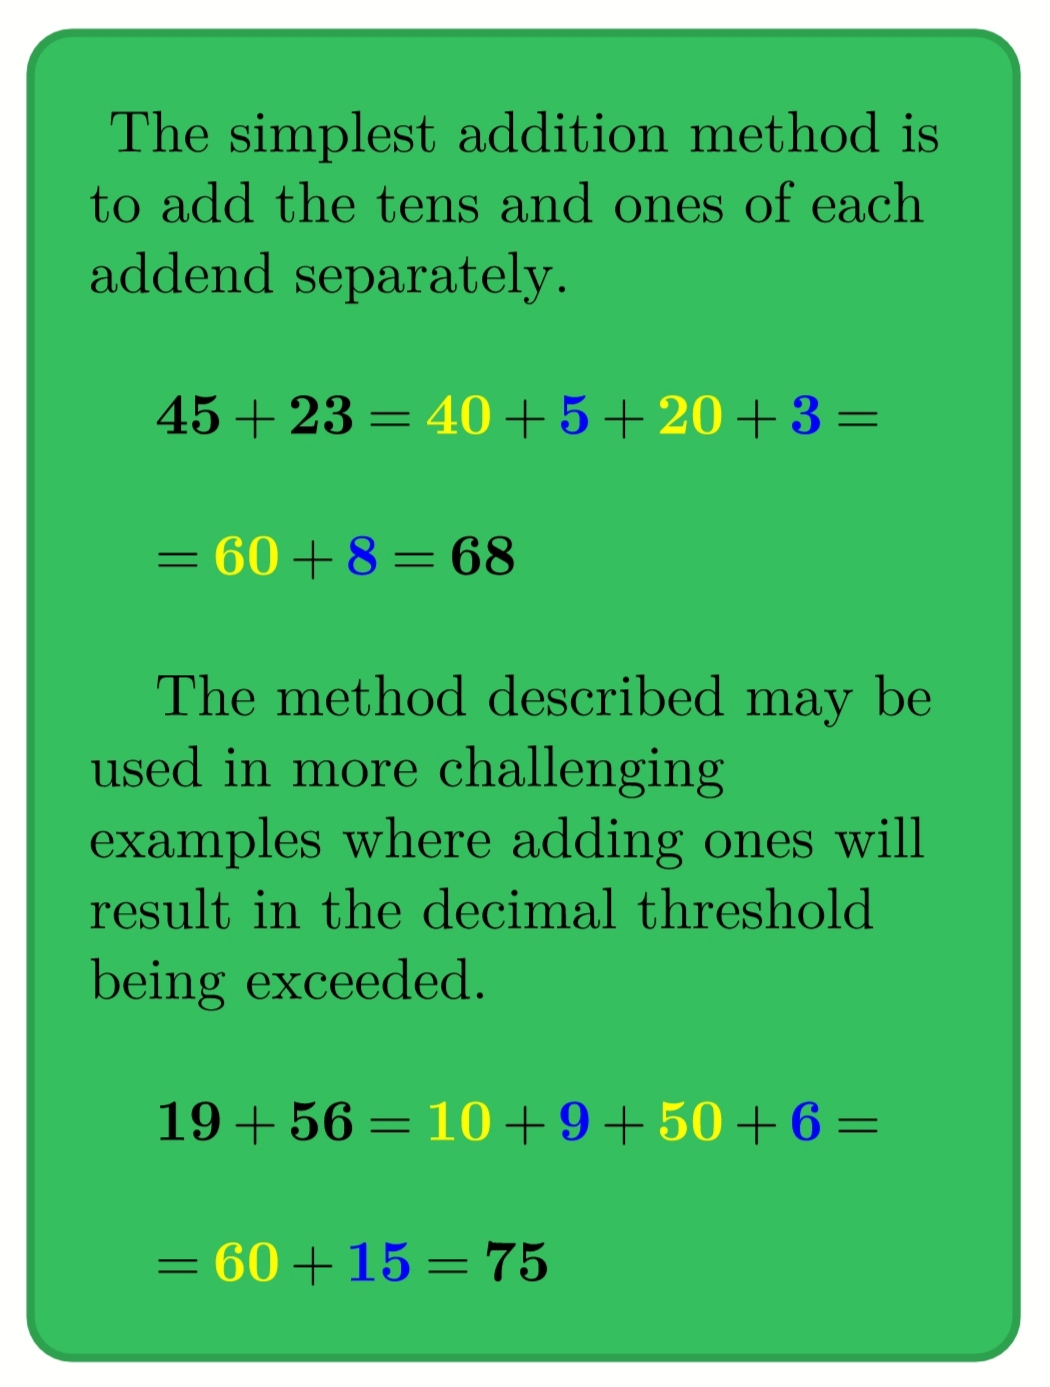 The simplest addition method is
to add the tens and ones of each
addend separately.
45 + 23 = 40 + 5 + 20 + 3 =
= 60 + 8 = 68
The method described may be
used in more challenging
examples where adding ones will
result in the decimal threshold
being exceeded.
19 + 56 = 10 + 9 + 50 + 6 =
= 60 + 15 = 75